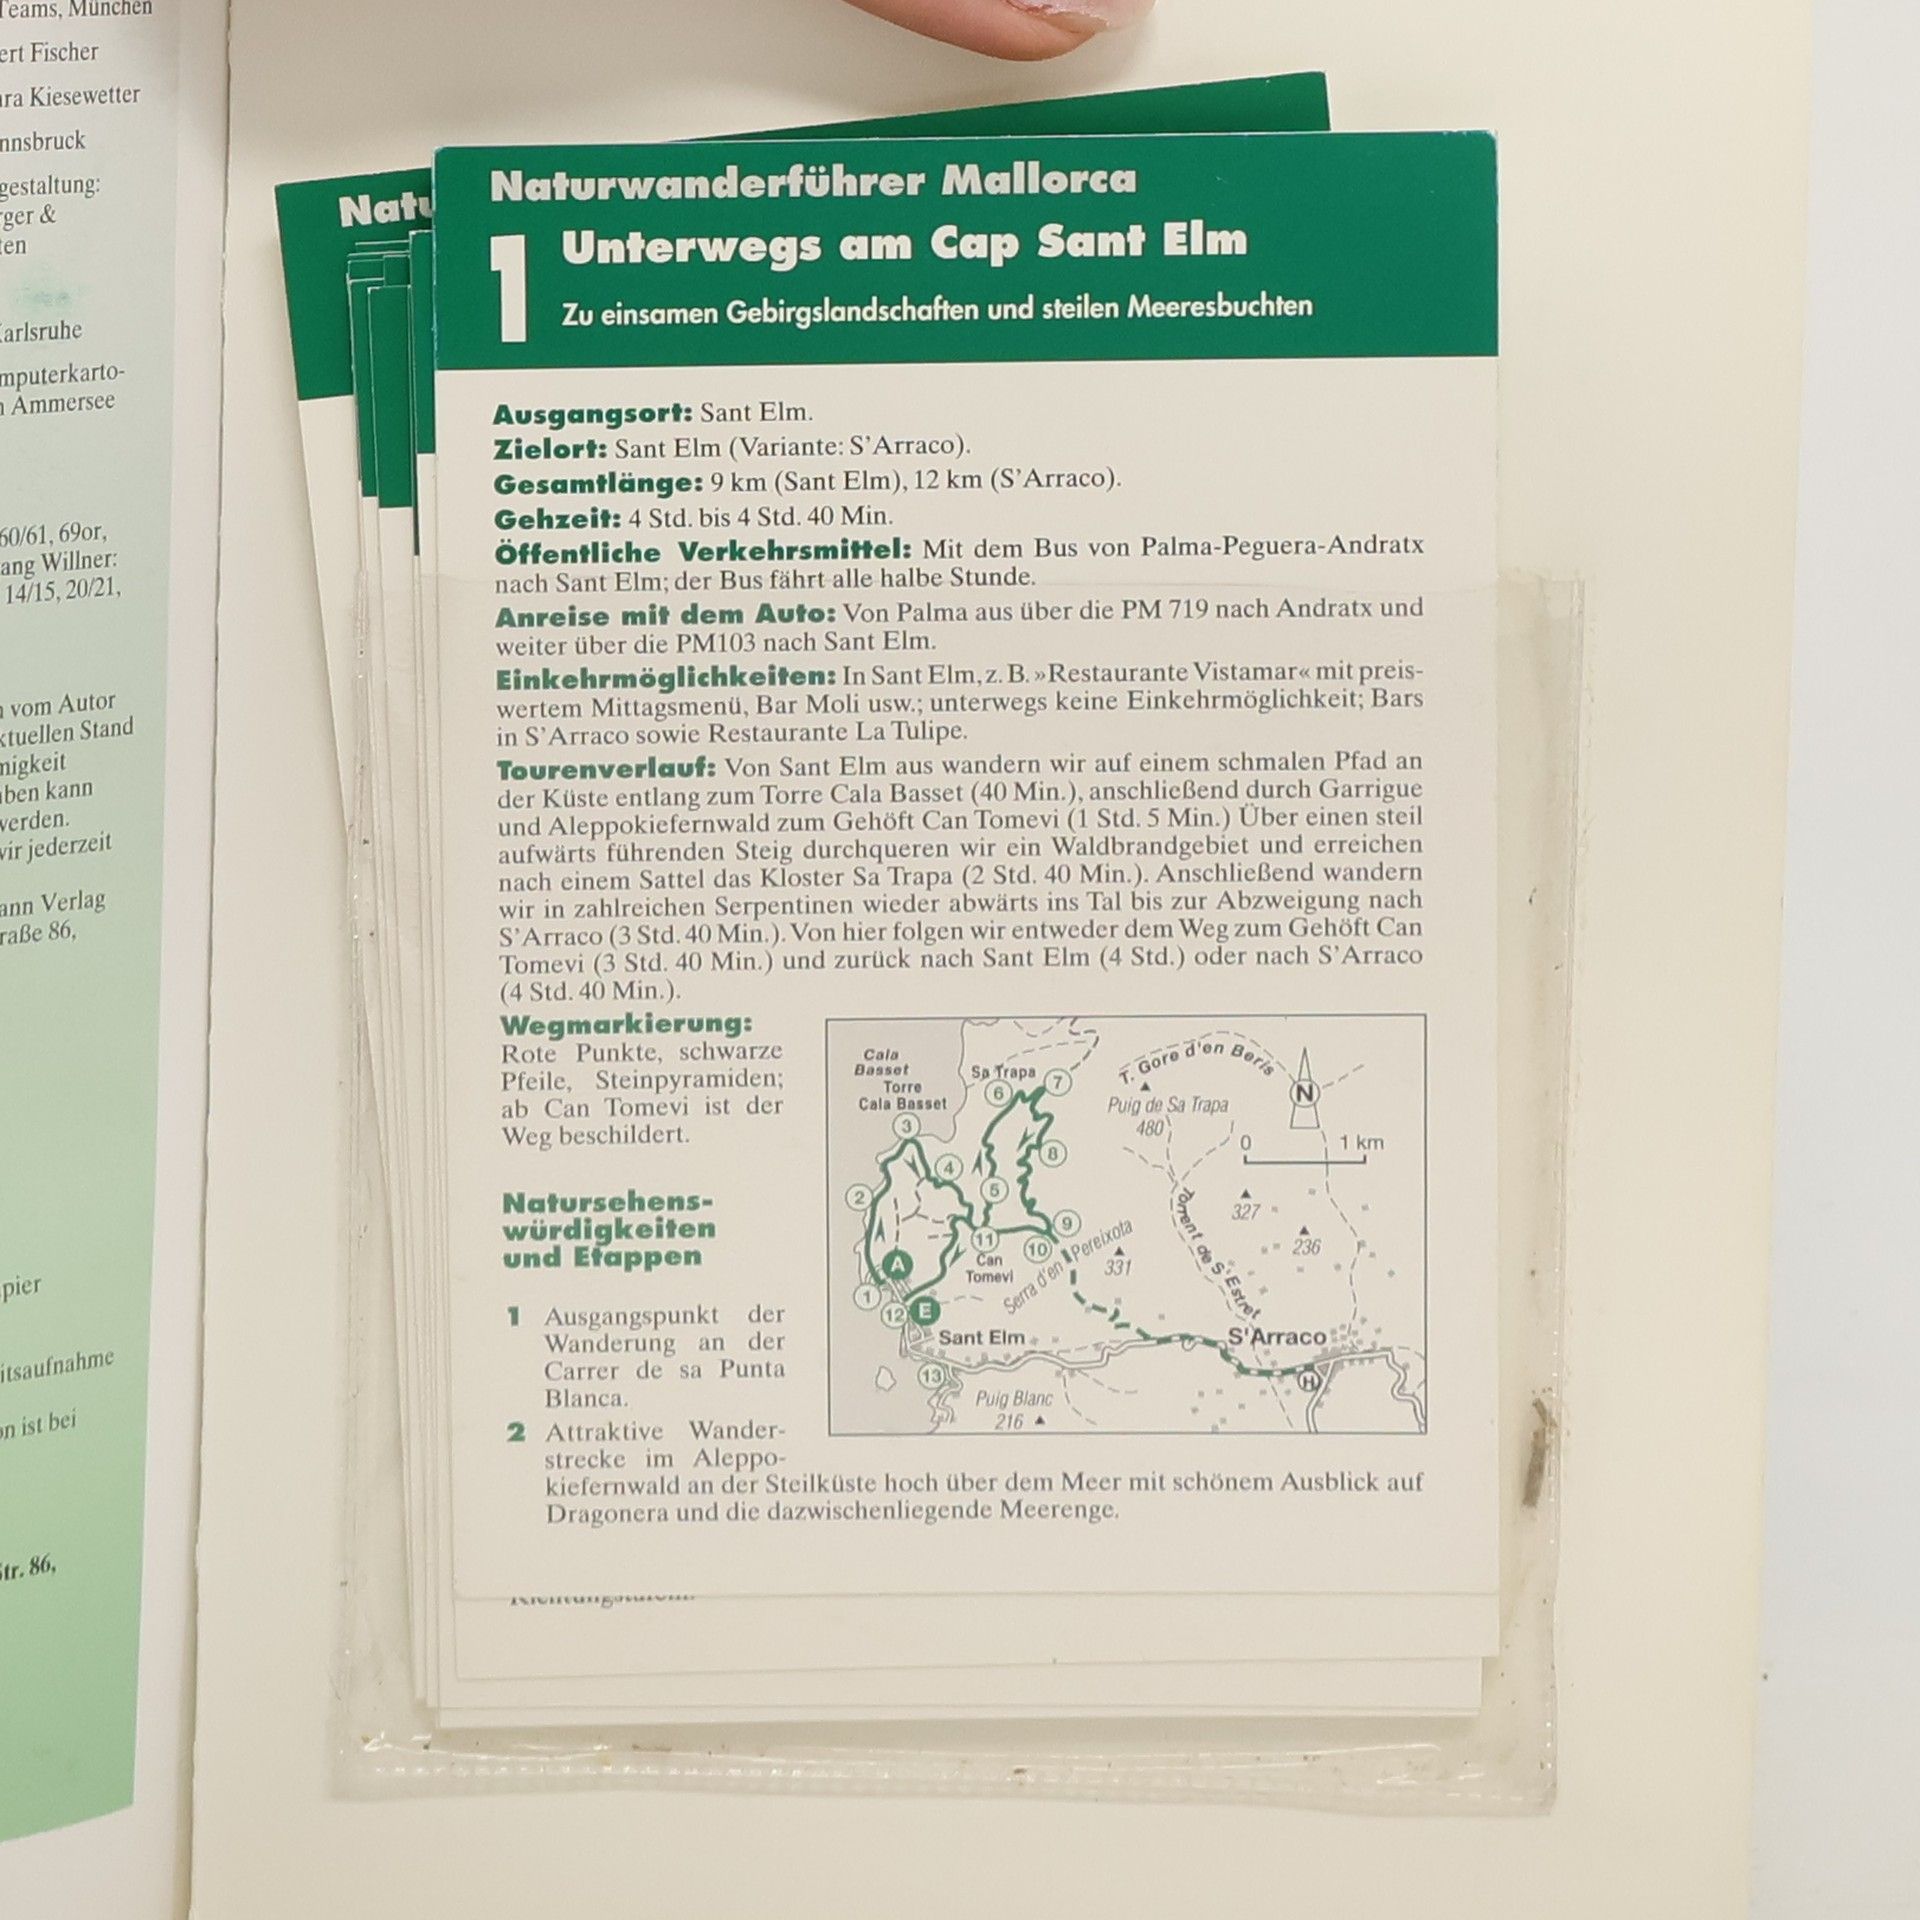 Teams, München
ert Fischer
ara Kiesewetter
nnsbruck
gestaltung:
rger &
ten
Karlsruhe
mputerkarto-
n Ammersee
60/61, 69or,
ang Willner:
14/15, 20/21,
n vom Autor
ktuellen Stand
nigkeit
ben kann
werden.
wir jederzeit
ann Verlag
raße 86,
pier
itsaufnahme
on ist bei
Str. 86,
Natu
Naturwanderführer Mallorca
1 Unterwegs am Cap Sant Elm
Zu einsamen Gebirgslandschaften und steilen Meeresbuchten
Ausgangsort: Sant Elm.
Zielort: Sant Elm (Variante: S'Arraco).
Gesamtlänge: 9 km (Sant Elm), 12 km (S'Arraco).
Gehzeit: 4 Std. bis 4 Std. 40 Min.
Öffentliche Verkehrsmittel: Mit dem Bus von Palma-Peguera-Andratx
nach Sant Elm; der Bus fährt alle halbe Stunde.
Anreise mit dem Auto: Von Palma aus über die PM 719 nach Andratx und
weiter über die PM103 nach Sant Elm.
Einkehrmöglichkeiten: In Sant Elm, z. B. »Restaurante Vistamar« mit preis-
wertem Mittagsmenü, Bar Moli usw.; unterwegs keine Einkehrmöglichkeit; Bars
in S'Arraco sowie Restaurante La Tulipe.
Tourenverlauf: Von Sant Elm aus wandern wir auf einem schmalen Pfad an
der Küste entlang zum Torre Cala Basset (40 Min.), anschließend durch Garrigue
und Aleppokiefernwald zum Gehöft Can Tomevi (1 Std. 5 Min.) Über einen steil
aufwärts führenden Steig durchqueren wir ein Waldbrandgebiet und erreichen
nach einem Sattel das Kloster Sa Trapa (2 Std. 40 Min.). Anschließend wandern
wir in zahlreichen Serpentinen wieder abwärts ins Tal bis zur Abzweigung nach
S'Arraco (3 Std. 40 Min.). Von hier folgen wir entweder dem Weg zum Gehöft Can
Tomevi (3 Std. 40 Min.) und zurück nach Sant Elm (4 Std.) oder nach S'Arraco
(4 Std. 40 Min.).
Wegmarkierung:
Rote Punkte, schwarze
Pfeile, Steinpyramiden;
ab Can Tomevi ist der
Weg beschildert.
Natursehens-
würdigkeiten
und Etappen
1 Ausgangspunkt der
Wanderung an der
Carrer de sa Punta
Blanca.
2 Attraktive Wander-
strecke im Aleppo-
kiefernwald an der Steilküste hoch über dem Meer mit schönem Ausblick auf
Dragonera und die dazwischenliegende Meerenge.
Cala
Basset
Torre
Cala Basset
Sa Trapa
T. Gore d'en Beris
N
Puig de Sa Trapa
480
0 1 km
6
7
3
8
4
5
2
327
9
11
10
236
A
Can
Tomevi
Serra d'en Pereixota
331
Torrent de S'Estret
1
12
E
Sant Elm
S'Arraco
13
H
Puig Blanc
216